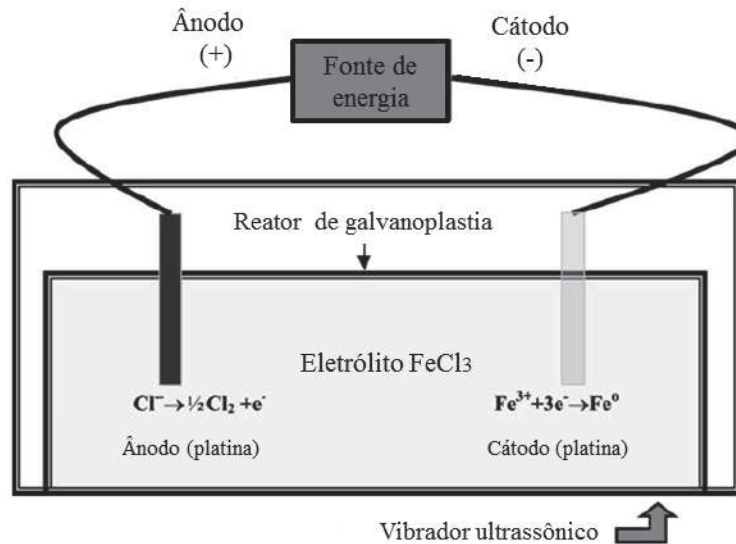 Ânodo
(+)
Cátodo
(-)
Fonte de
energia
Reator de galvanoplastia
Eletrólito FeCl₃
Cl⁻→½Cl₂ +e⁻
Fe³⁺+3e⁻→Feº
Ânodo (platina)
Cátodo (platina)
Vibrador ultrassônico